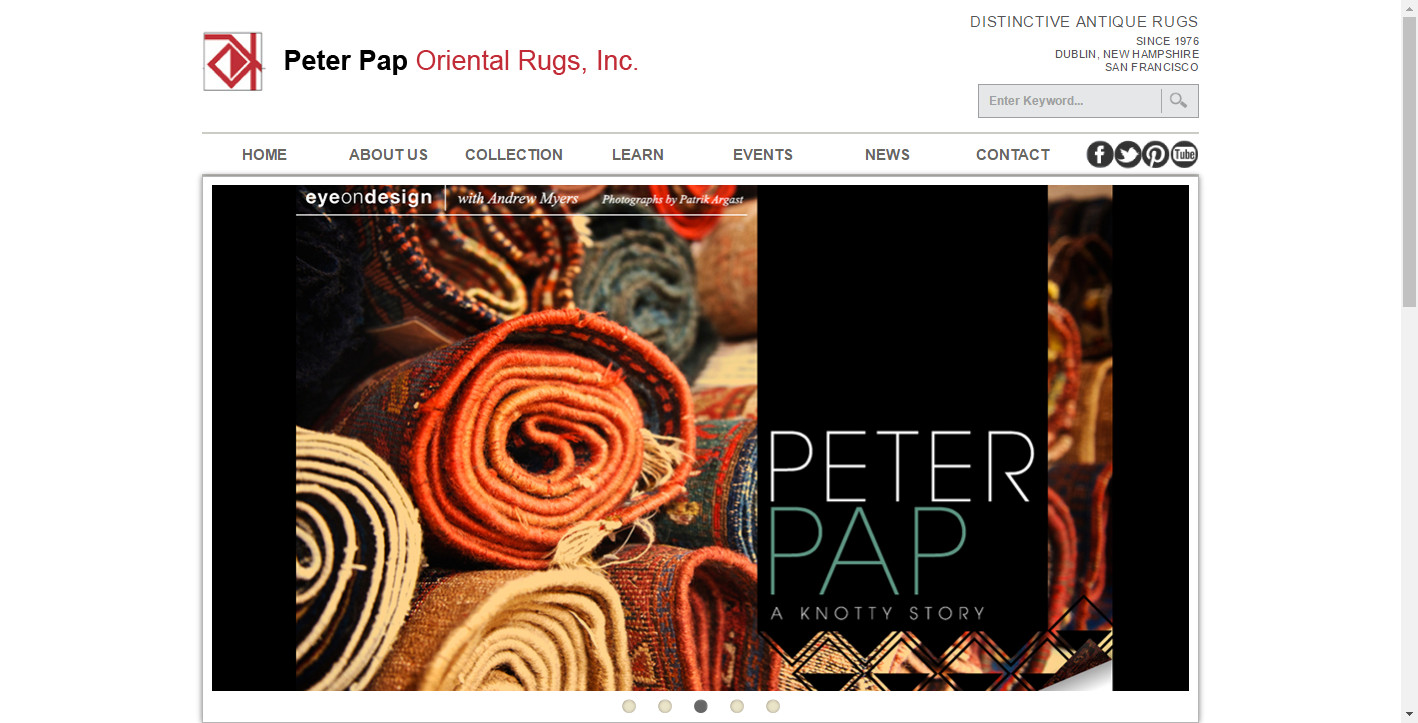 DISTINCTIVE ANTIQUE RUGS
SINCE 1976
DUBLIN, NEW HAMPSHIRE
SAN FRANCISCO
Peter Pap Oriental Rugs, Inc.
Enter Keyword...
HOME ABOUT US COLLECTION LEARN EVENTS NEWS CONTACT f Tube
eyeondesign with Andrew Myers Photographs by Patrik Argast
PETER
PAP
A KNOTTY STORY